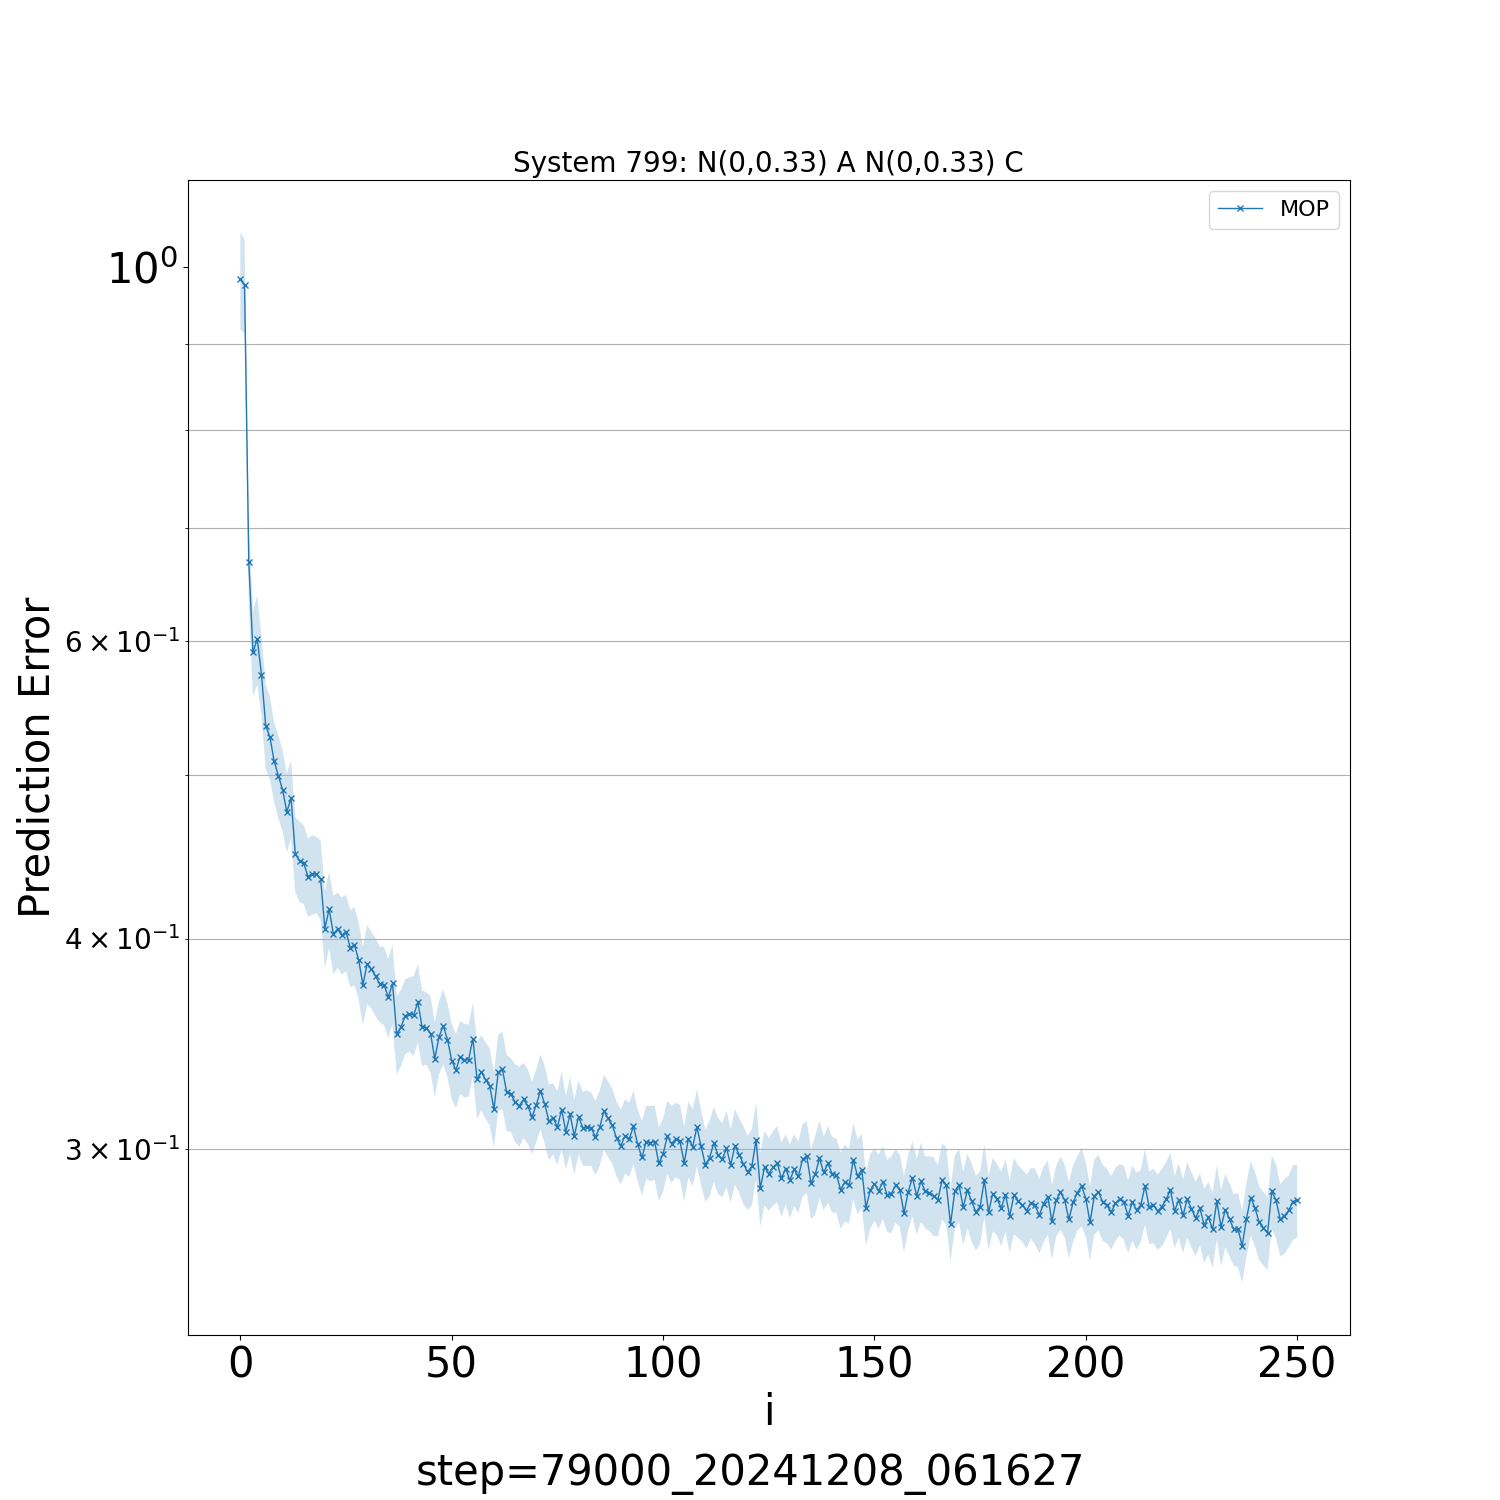 System 799: N(0,0.33) A N(0,0.33) C
MOP
10⁰
6 × 10⁻¹
4 × 10⁻¹
3 × 10⁻¹
Prediction Error
0 50 100 150 200 250
i
step=79000_20241208_061627